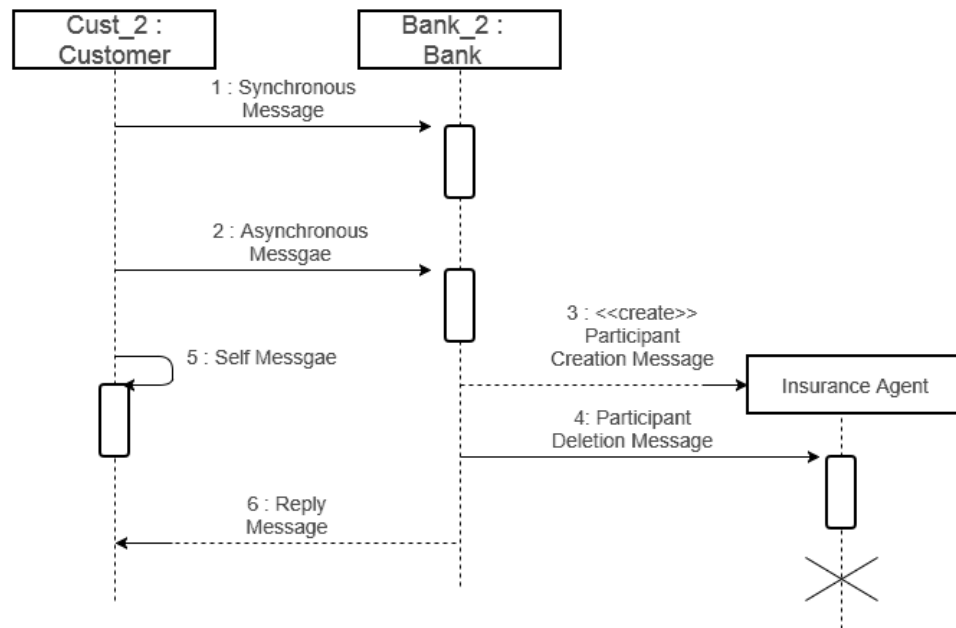 Cust_2 :
Customer
Bank_2 :
Bank
1 : Synchronous
Message
2 : Asynchronous
Messgae
3 : <<create>>
Participant
Creation Message
5 : Self Messgae
Insurance Agent
4: Participant
Deletion Message
6 : Reply
Message